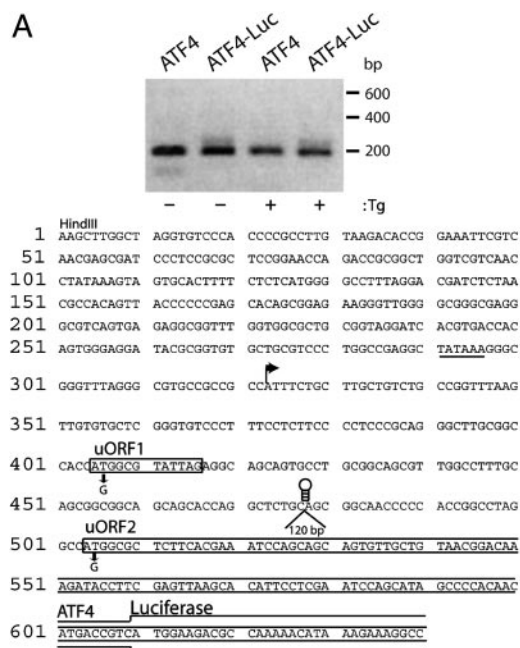 A
ATF4 ATF4-Luc ATF4 ATF4-Luc
bp
600
400
200
− − + + :Tg
HindIII
1 AAGCTTGGCT AGGTGTCCCA CCCCGCCTTG TAAGACACCG GAAATTCGTC
51 AACGAGCGAT CCCTCCGCGC TCCGGAACCA GACCGCGGCT GGTCGTCAAC
101 CTATAAAGTA GTGCACTTTT CTCTCATGGG GCCTTTAGGA CGATCTCTAA
151 CGCCACAGTT ACCCCCCGAG CACAGCGGAG AAGGGTTGGG GCGGGCGAGG
201 GCGTCAGTGA GAGGCGGTTT GGGTGGCGCTG CGGTAGGATC ACGTGACCAC
251 AGTGGGAGGA TACGCGGTGT GCTGCGTCCC TGGCCGAGGC TATAAAGGGC
301 GGGTTTAGGG CGTGCCGCCGC CCATTTCTGC TTGCTGTCTG CCGGTTTAAG
351 TTGTGTGCTC GGGTGTCCCT TTCCTCTTCC CCTCCCGCAG GGCTTGCGGC
uORF1
401 CACCATGGCG TATTAGAGGC AGCAGTGCCT GCGGCAGCGT TGGCCTTTGC
G
451 AGCGGCGGCA GCAGCACCAG GCTCTGCAGC GGCAACCCCC ACCGGCCTAG
uORF2
120 bp
501 GCCATGGCGC TCTTCACGAA ATCCAGCAGC AGTGTTGCTG TAACGGACAA
G
551 AGATACCTTC GAGTTAAGCA CATTCCTCGA ATCCAGCATA GCCCCACAAC
ATF4 Luciferase
601 ATGACCGTCA TGGAAGACGC CAAAAACATA AAGAAAGGCC